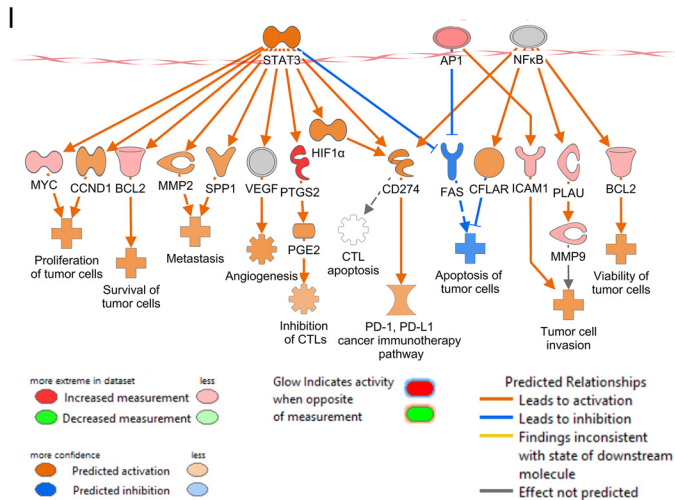 I
STAT3
AP1
NFκB
HIF1α
MYC
CCND1
BCL2
MMP2
SPP1
VEGF
PTGS2
CD274
FAS
CFLAR
ICAM1
PLAU
BCL2
PGE2
MMP9
Proliferation
of tumor cells
Survival of
tumor cells
Metastasis
Angiogenesis
Inhibition
of CTLs
CTL
apoptosis
PD-1, PD-L1
cancer immunotherapy
pathway
Apoptosis of
tumor cells
Tumor cell
invasion
Viability of
tumor cells
more extreme in dataset less
Increased measurement
Decreased measurement
more confidence less
Predicted activation
Predicted inhibition
Glow Indicates activity
when opposite
of measurement
Predicted Relationships
Leads to activation
Leads to inhibition
Findings inconsistent
with state of downstream
molecule
Effect not predicted